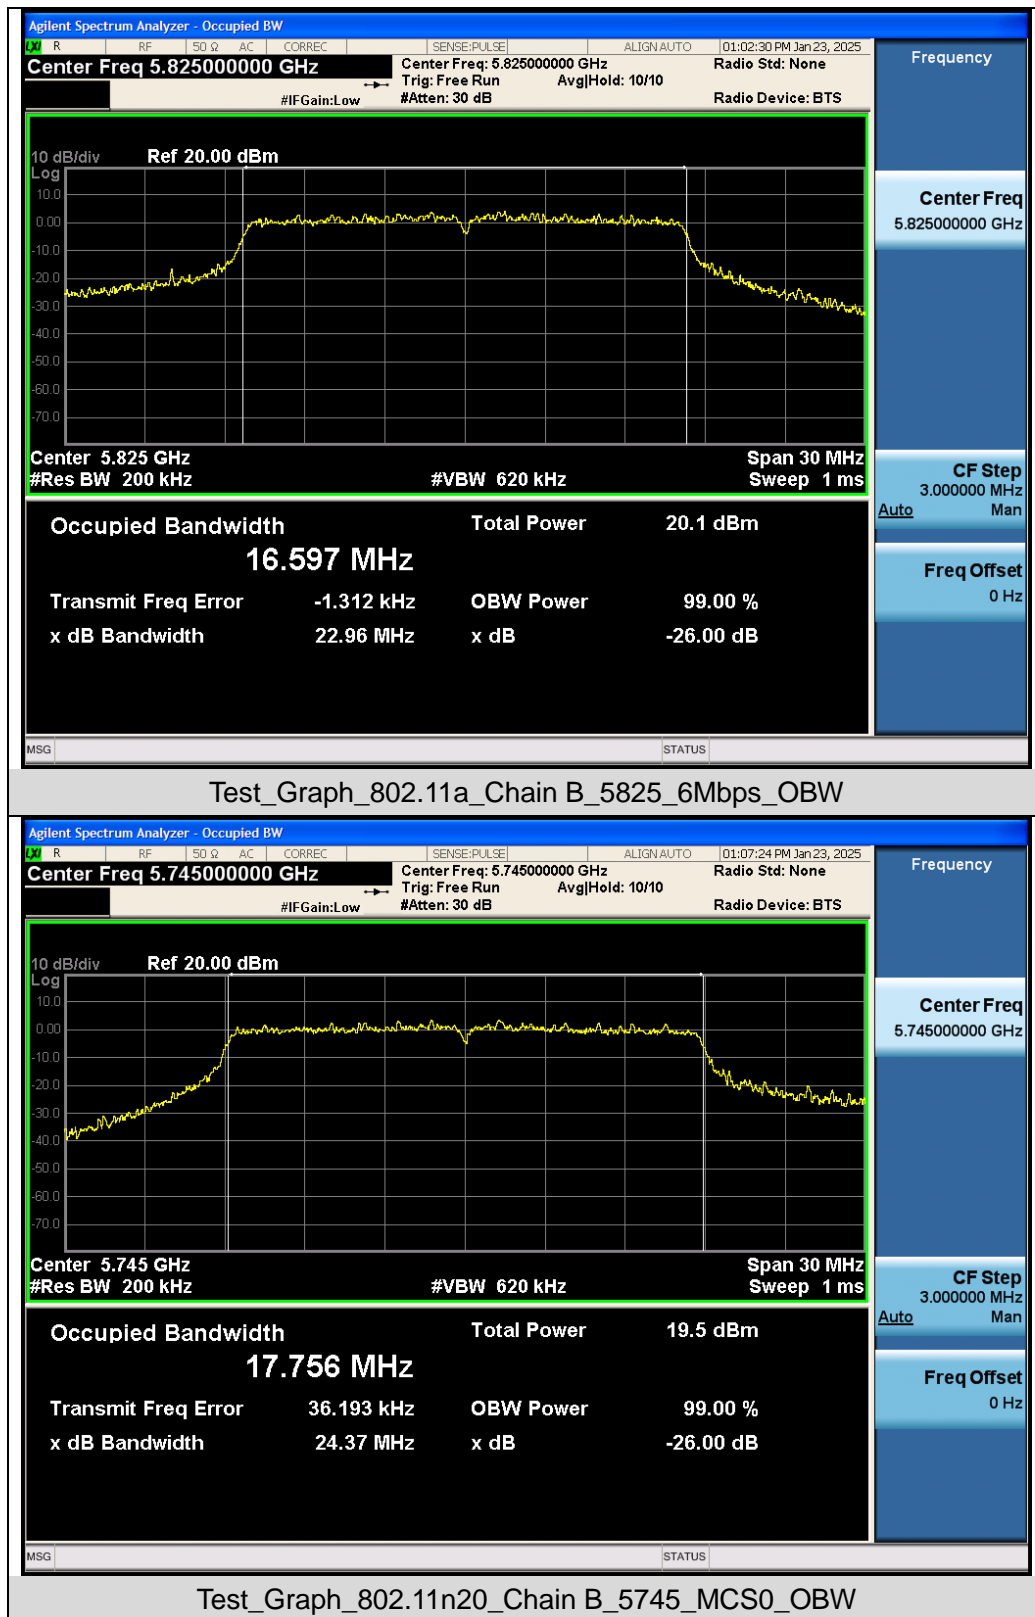 Agilent Spectrum Analyzer - Occupied BW
LXI R RF 50 Ω AC CORREC SENSE:PULSE ALIGN AUTO 01:02:30 PM Jan 23, 2025
Center Freq 5.825000000 GHz
Center Freq: 5.825000000 GHz
Radio Std: None
Trig: Free Run Avg|Hold: 10/10
#IFGain:Low
#Atten: 30 dB
Radio Device: BTS
Frequency
10 dB/div Ref 20.00 dBm
Log
10.0
0.00
-10.0
-20.0
-30.0
-40.0
-50.0
-60.0
-70.0
Center 5.825 GHz Span 30 MHz
#Res BW 200 kHz #VBW 620 kHz Sweep 1 ms
Center Freq
5.825000000 GHz
CF Step
3.000000 MHz
Auto Man
Freq Offset
0 Hz
Occupied Bandwidth Total Power 20.1 dBm
16.597 MHz
Transmit Freq Error -1.312 kHz OBW Power 99.00 %
x dB Bandwidth 22.96 MHz x dB -26.00 dB
MSG STATUS
Test_Graph_802.11a_Chain B_5825_6Mbps_OBW
Agilent Spectrum Analyzer - Occupied BW
LXI R RF 50 Ω AC CORREC SENSE:PULSE ALIGN AUTO 01:07:24 PM Jan 23, 2025
Center Freq 5.745000000 GHz
Center Freq: 5.745000000 GHz
Radio Std: None
Trig: Free Run Avg|Hold: 10/10
#IFGain:Low
#Atten: 30 dB
Radio Device: BTS
Frequency
10 dB/div Ref 20.00 dBm
Log
10.0
0.00
-10.0
-20.0
-30.0
-40.0
-50.0
-60.0
-70.0
Center 5.745 GHz Span 30 MHz
#Res BW 200 kHz #VBW 620 kHz Sweep 1 ms
Center Freq
5.745000000 GHz
CF Step
3.000000 MHz
Auto Man
Freq Offset
0 Hz
Occupied Bandwidth Total Power 19.5 dBm
17.756 MHz
Transmit Freq Error 36.193 kHz OBW Power 99.00 %
x dB Bandwidth 24.37 MHz x dB -26.00 dB
MSG STATUS
Test_Graph_802.11n20_Chain B_5745_MCS0_OBW